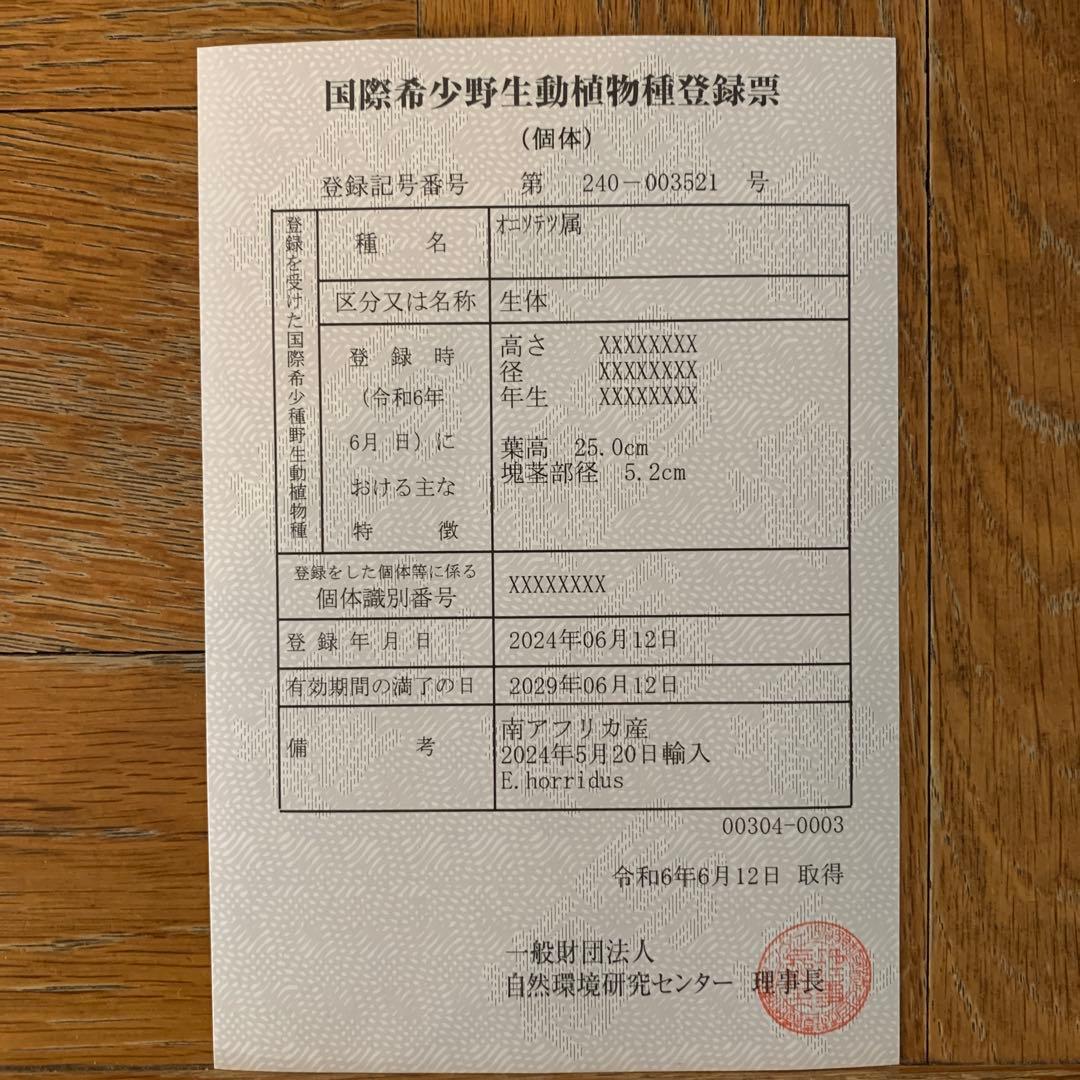 国際希少野生動植物種登録票
(個体)
登録記号番号 第 240-003521 号
登録を受けた国際希少種野生動植物種
種 名 オニソテツ属
区分又は名称 生体
登 録 時
(令和6年
6月 日)に
おける主な
特 徴
高さ XXXXXXXX
径 XXXXXXXX
年生 XXXXXXXX
葉高 25.0cm
塊茎部径 5.2cm
登録をした個体等に係る
個体識別番号
XXXXXXXX
登 録 年 月 日 2024年06月12日
有効期間の満了の日 2029年06月12日
備 考
南アフリカ産
2024年5月20日輸入
E.horridus
00304-0003
令和6年6月12日 取得
一般財団法人
自然環境研究センター 理事長